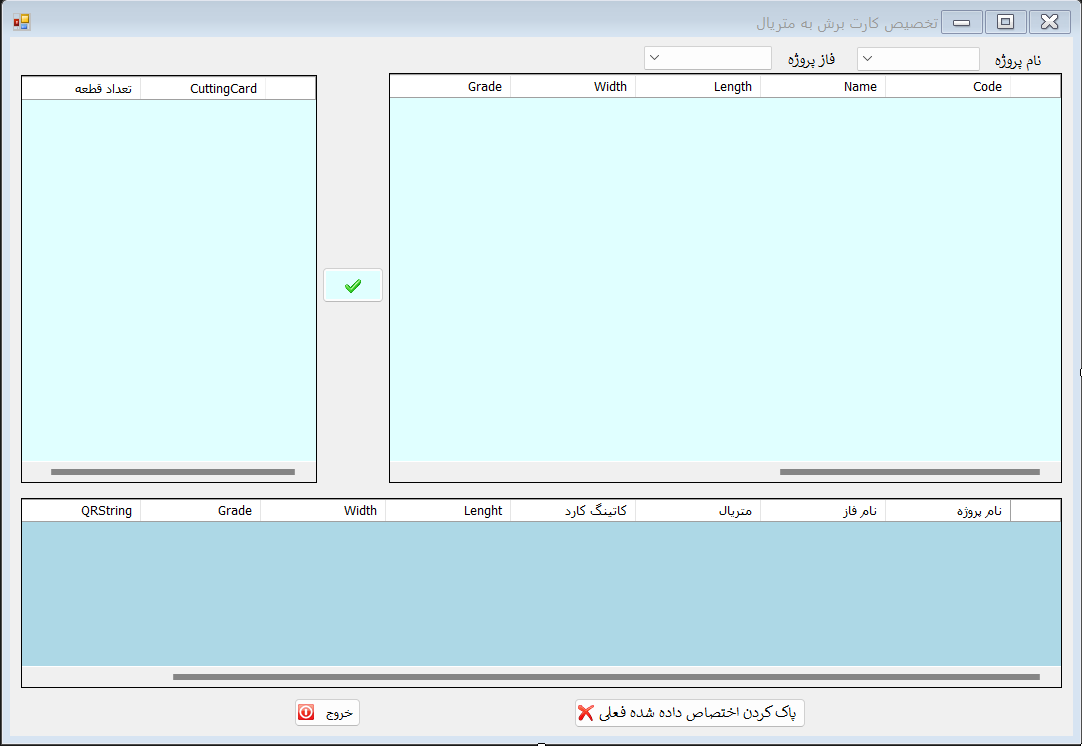 تخصیص کارت برش به متریال
نام پروژه فاز پروژه
Code Name Length Width Grade
CuttingCard تعداد قطعه
نام پروژه نام فاز متریال کاتینگ کارد Lenght Width Grade QRString
پاک کردن اختصاص داده شده فعلی خروج